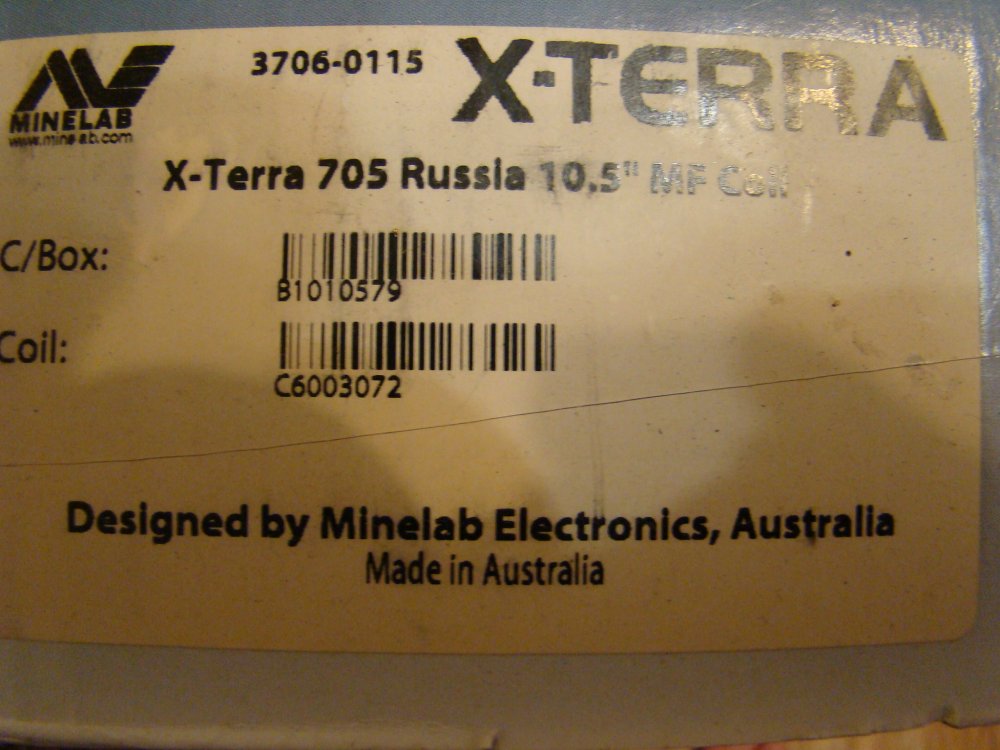 3706-0115
X-TERRA
MINELAB
www.minelab.com
X-Terra 705 Russia 10.5" MF Coil
C/Box:
B1010579
Coil:
C6003072
Designed by Minelab Electronics, Australia
Made in Australia